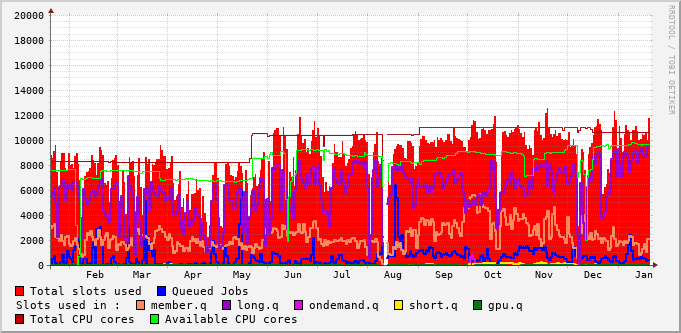 20000
18000
16000
14000
12000
10000
8000
6000
4000
2000
0
Feb Mar Apr May Jun Jul Aug Sep Oct Nov Dec Jan
Total slots used Queued Jobs
Slots used in : member.q long.q ondemand.q short.q gpu.q
Total CPU cores Available CPU cores
RRDTOOL / TOBI OETIKER